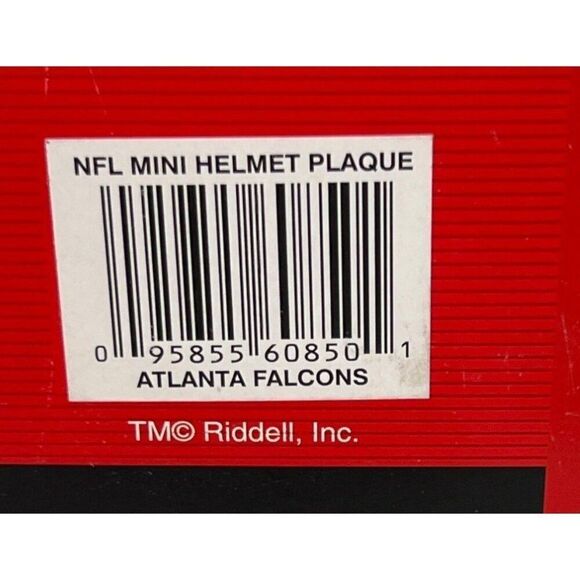 NFL MINI HELMET PLAQUE
0 95855 60850 1
ATLANTA FALCONS
TM© Riddell, Inc.